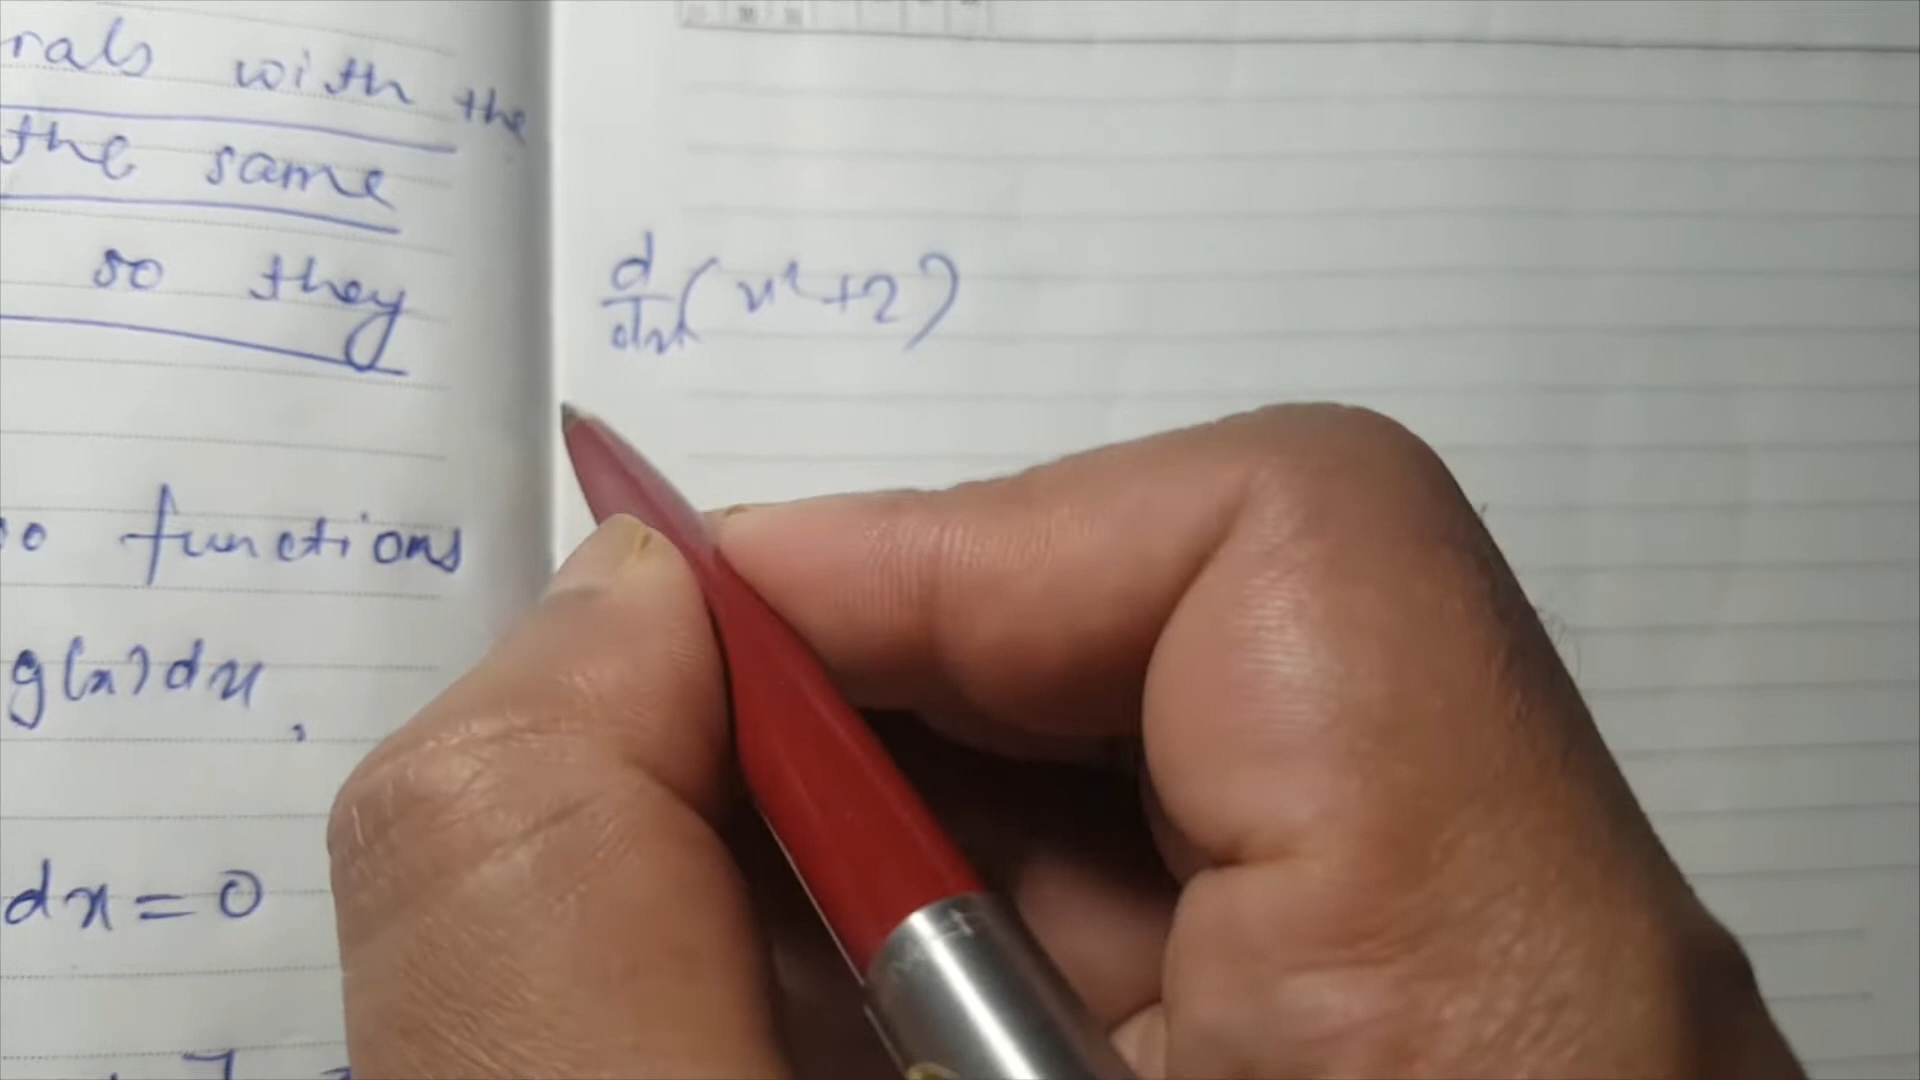 rals with the
the same
so they
functions
g(x)dx,
dx=0
d/dx(x²+2)